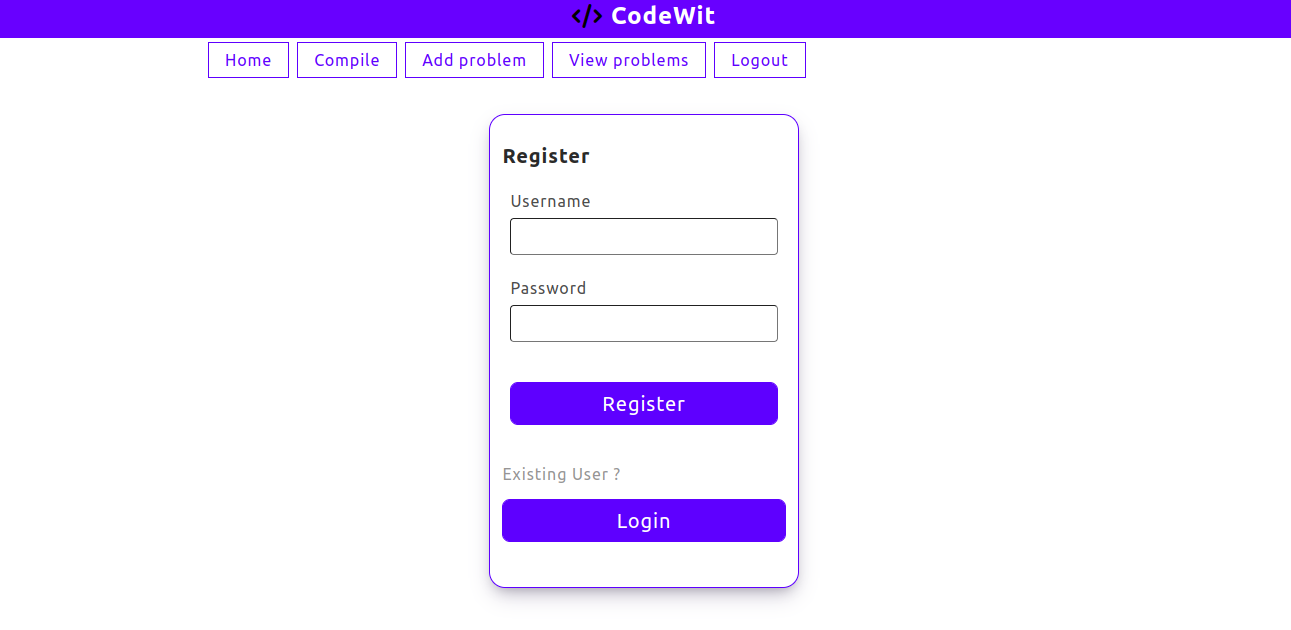 </> CodeWit
Home Compile Add problem View problems Logout
Register
Username
Password
Register
Existing User ?
Login